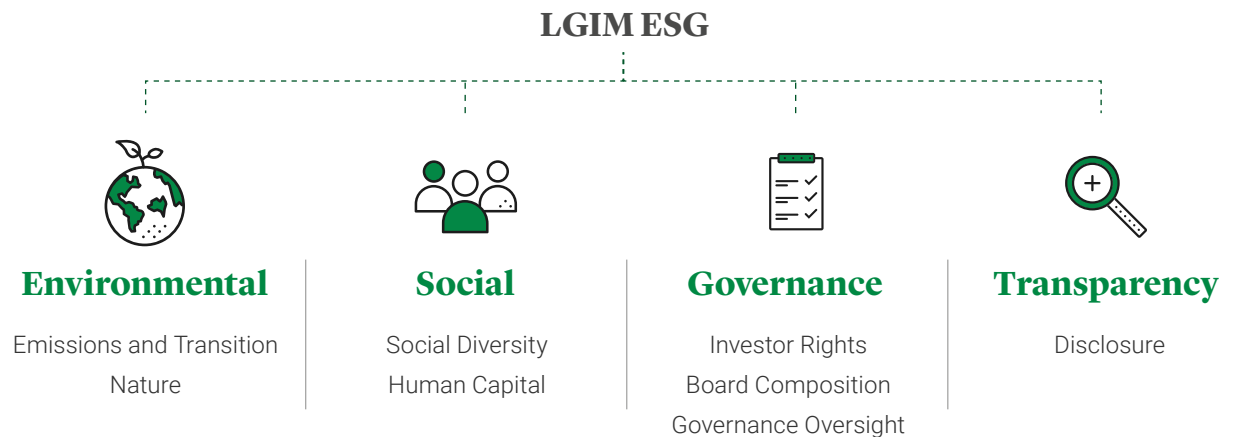 LGIM ESG
Environmental
Emissions and Transition
Nature
Social
Social Diversity
Human Capital
Governance
Investor Rights
Board Composition
Governance Oversight
Transparency
Disclosure